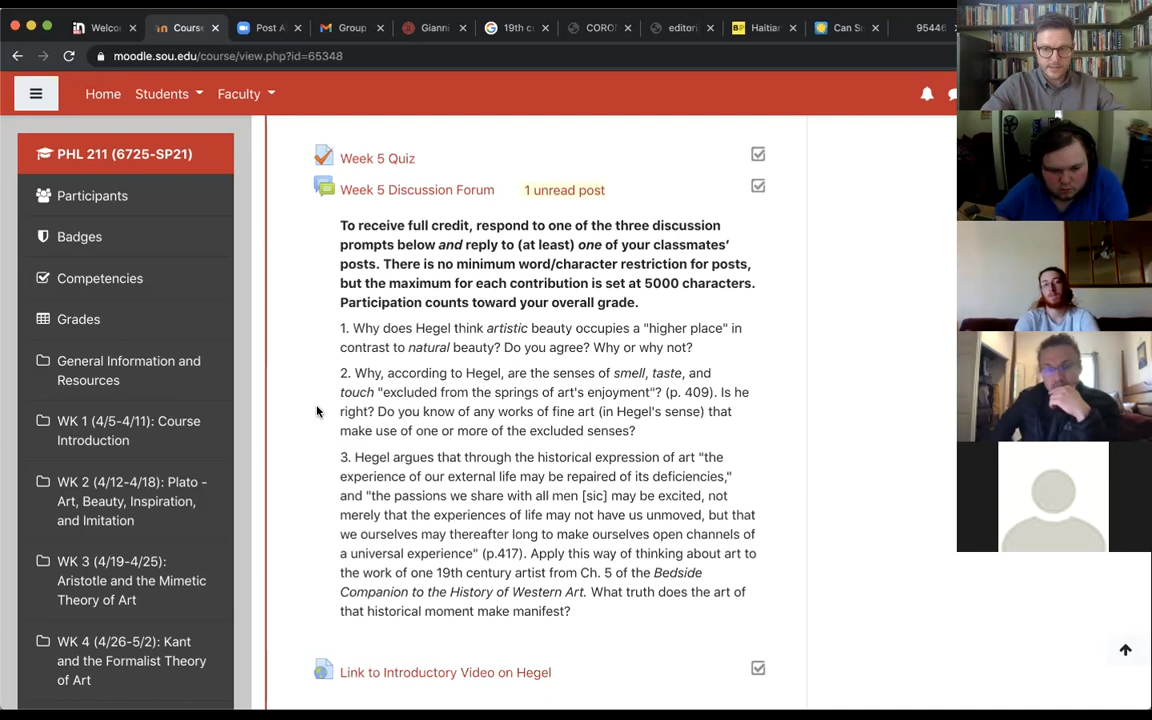 Welco
Cours
Post A
Group
Gianni
19th c
CORO
editori
Haitian
Can S
95446
moodle.sou.edu/course/view.php?id=65348
Home Students Faculty
PHL 211 (6725-SP21)
Participants
Badges
Competencies
Grades
General Information and
Resources
WK 1 (4/5-4/11): Course
Introduction
WK 2 (4/12-4/18): Plato -
Art, Beauty, Inspiration,
and Imitation
WK 3 (4/19-4/25):
Aristotle and the Mimetic
Theory of Art
WK 4 (4/26-5/2): Kant
and the Formalist Theory
of Art
Week 5 Quiz
Week 5 Discussion Forum 1 unread post
To receive full credit, respond to one of the three discussion
prompts below and reply to (at least) one of your classmates'
posts. There is no minimum word/character restriction for posts,
but the maximum for each contribution is set at 5000 characters.
Participation counts toward your overall grade.
1. Why does Hegel think artistic beauty occupies a "higher place" in
contrast to natural beauty? Do you agree? Why or why not?
2. Why, according to Hegel, are the senses of smell, taste, and
touch "excluded from the springs of art's enjoyment"? (p. 409). Is he
right? Do you know of any works of fine art (in Hegel's sense) that
make use of one or more of the excluded senses?
3. Hegel argues that through the historical expression of art "the
experience of our external life may be repaired of its deficiencies,"
and "the passions we share with all men [sic] may be excited, not
merely that the experiences of life may not have us unmoved, but that
we ourselves may thereafter long to make ourselves open channels of
a universal experience" (p.417). Apply this way of thinking about art to
the work of one 19th century artist from Ch. 5 of the Bedside
Companion to the History of Western Art. What truth does the art of
that historical moment make manifest?
Link to Introductory Video on Hegel